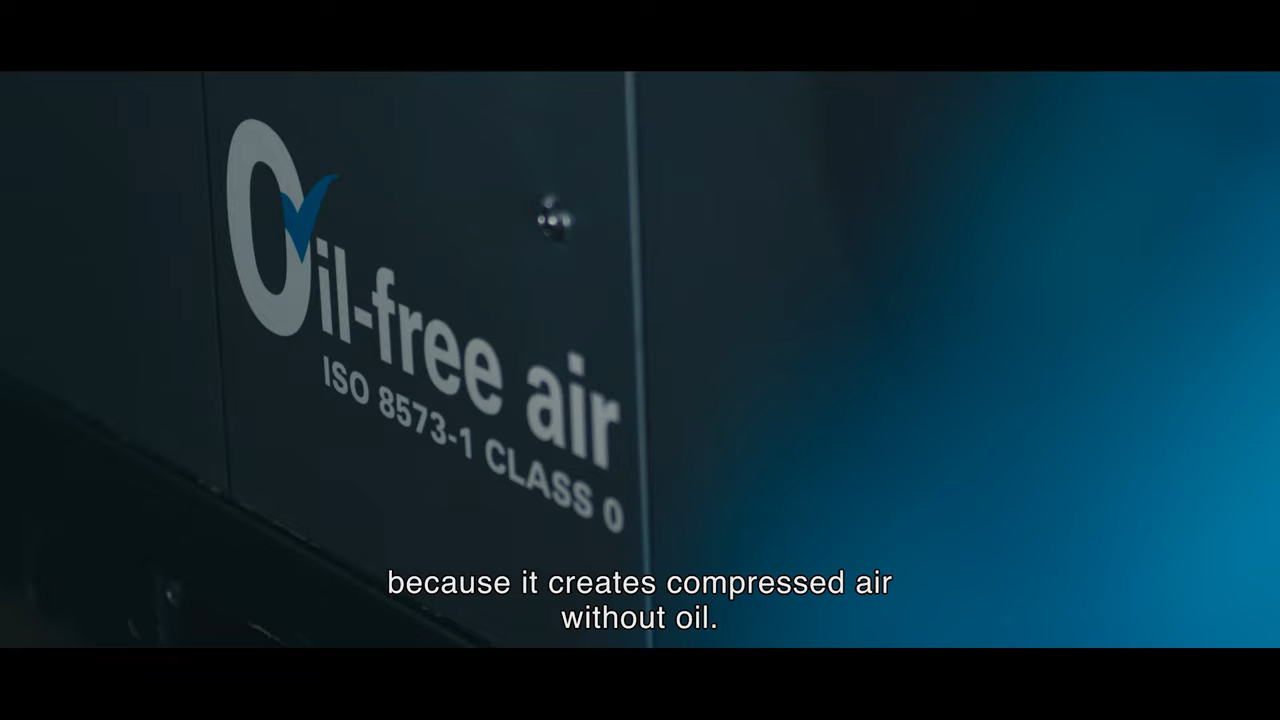 Oil-free air
ISO 8573-1 CLASS 0
because it creates compressed air
without oil.